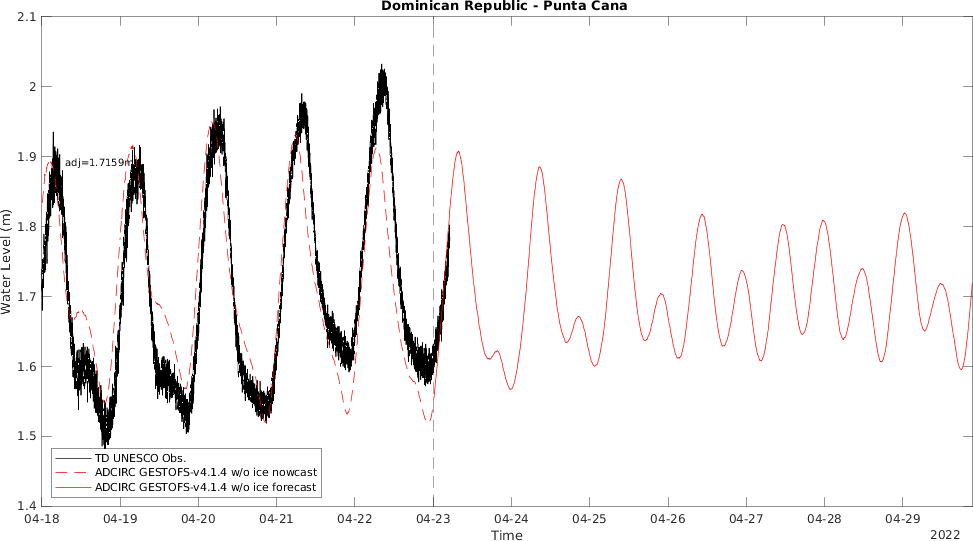 Dominican Republic - Punta Cana
2.1
2
1.9
1.8
1.7
1.6
1.5
1.4
Water Level (m)
adj=1.7159m
TD UNESCO Obs.
ADCIRC GESTOFS-v4.1.4 w/o ice nowcast
ADCIRC GESTOFS-v4.1.4 w/o ice forecast
04-18 04-19 04-20 04-21 04-22 04-23 04-24 04-25 04-26 04-27 04-28 04-29
Time
2022